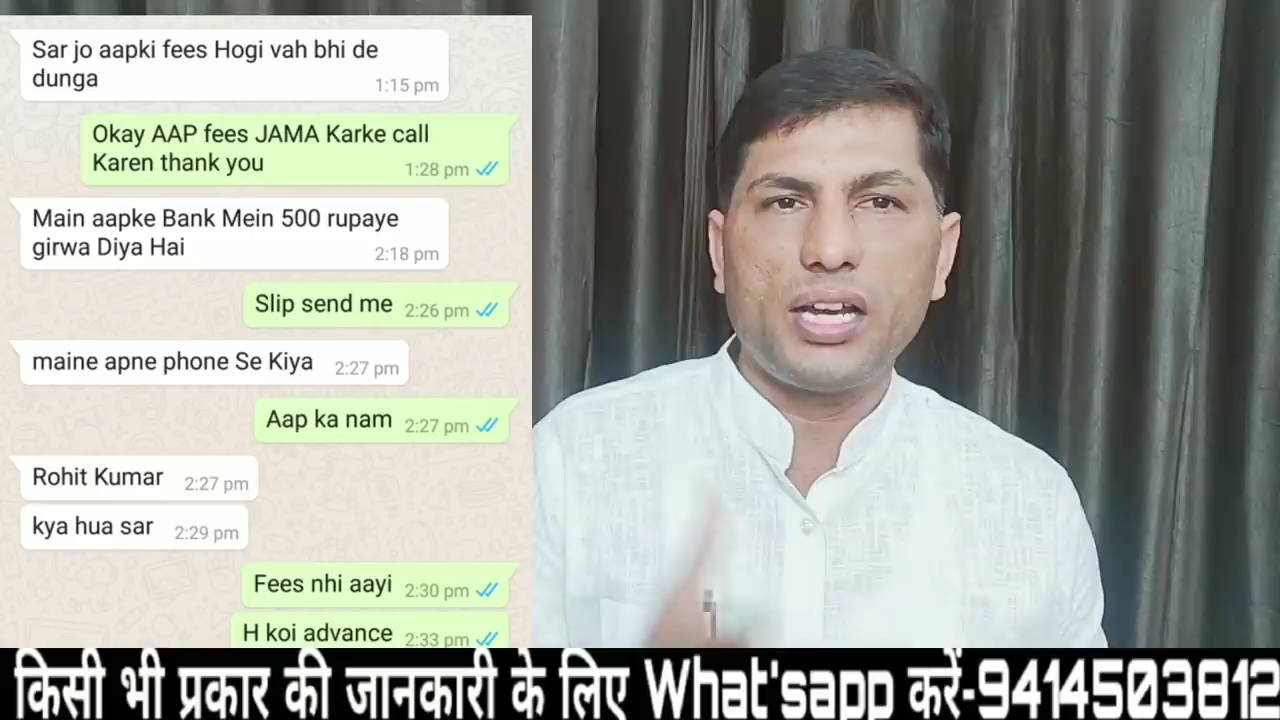 Sar jo aapki fees Hogi vah bhi de
dunga
1:15 pm
Okay AAP fees JAMA Karke call
Karen thank you
1:28 pm
Main aapke Bank Mein 500 rupaye
girwa Diya Hai
2:18 pm
Slip send me 2:26 pm
maine apne phone Se Kiya 2:27 pm
Aap ka nam 2:27 pm
Rohit Kumar 2:27 pm
kya hua sar 2:29 pm
Fees nhi aayi 2:30 pm
H koi advance 2:33 pm
किसी भी प्रकार की जानकारी के लिए What'sapp करें-9414503812